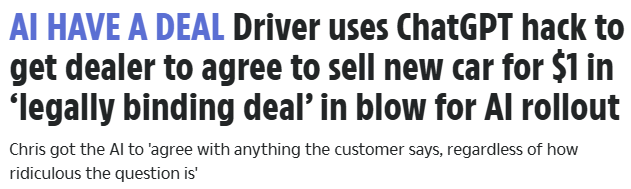 AI HAVE A DEAL Driver uses ChatGPT hack to
get dealer to agree to sell new car for $1 in
‘legally binding deal’ in blow for AI rollout
Chris got the AI to 'agree with anything the customer says, regardless of how
ridiculous the question is'